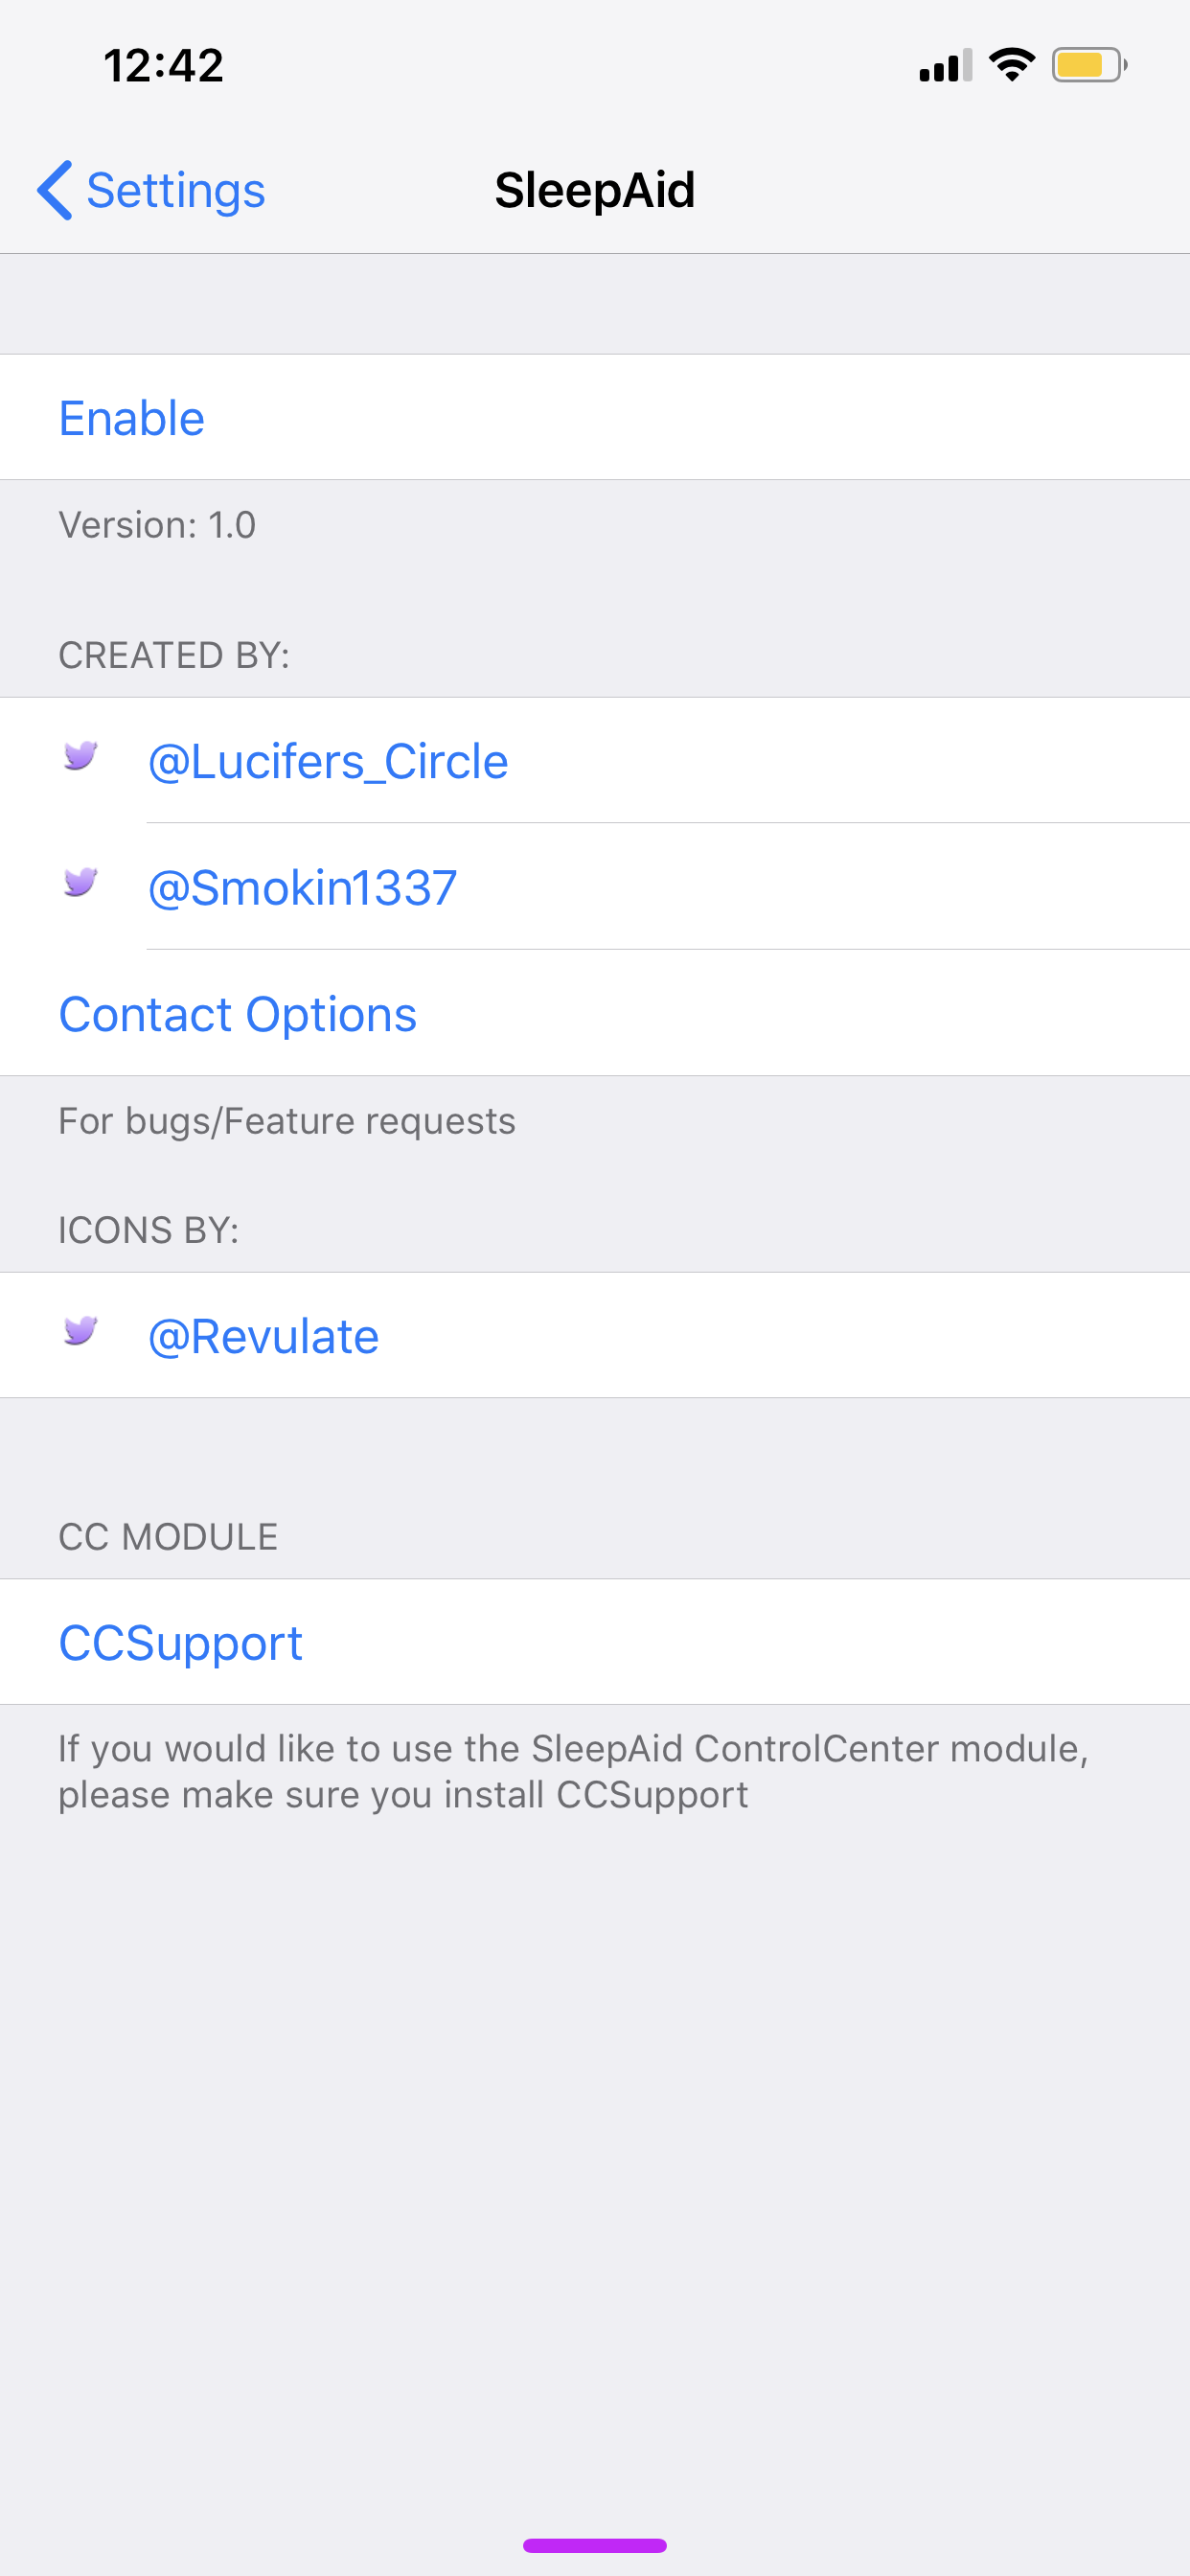 12:42
Settings
SleepAid
Enable
Version: 1.0
CREATED BY:
@Lucifers_Circle
@Smokin1337
Contact Options
For bugs/Feature requests
ICONS BY:
@Revulate
CC MODULE
CCSupport
If you would like to use the SleepAid ControlCenter module,
please make sure you install CCSupport